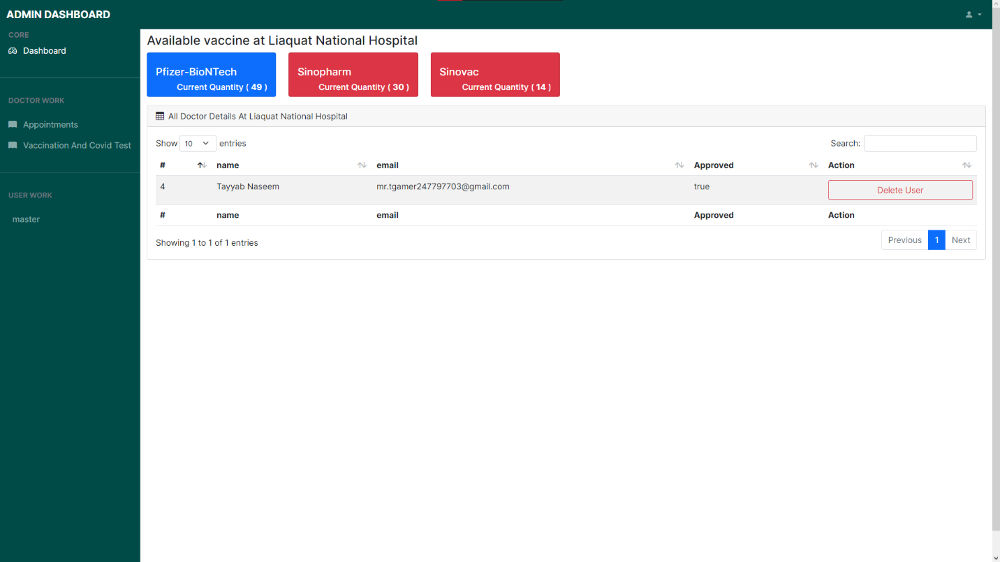 ADMIN DASHBOARD
CORE
Dashboard
DOCTOR WORK
Appointments
Vaccination And Covid Test
USER WORK
master
Available vaccine at Liaquat National Hospital
Pfizer-BioNTech
Current Quantity ( 49 )
Sinopharm
Current Quantity ( 30 )
Sinovac
Current Quantity ( 14 )
All Doctor Details At Liaquat National Hospital
Show 10 entries
Search:
# name email Approved Action
4 Tayyab Naseem mr.tgamer247797703@gmail.com true Delete User
# name email Approved Action
Showing 1 to 1 of 1 entries
Previous 1 Next